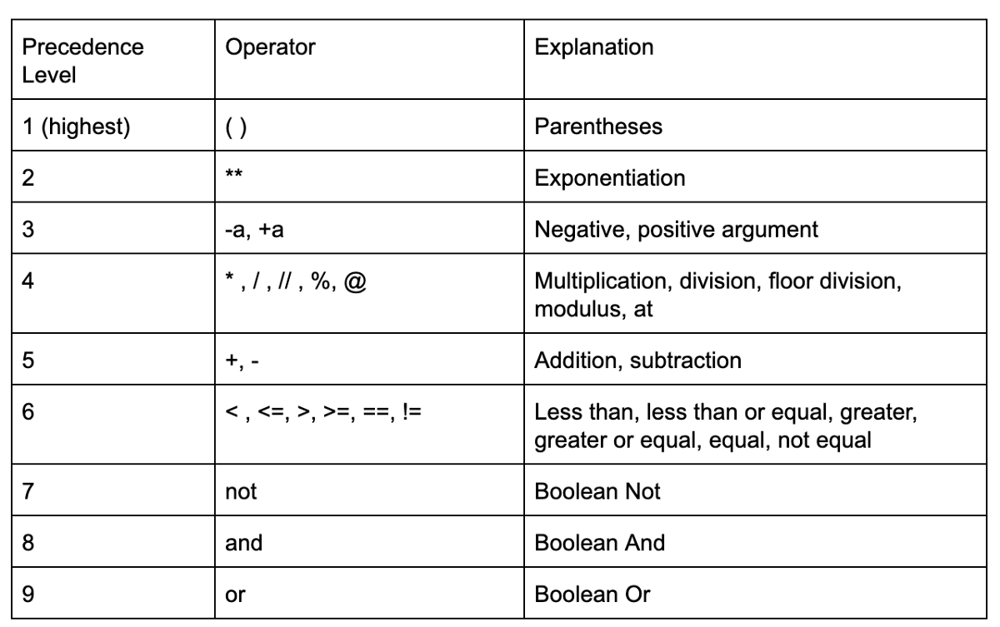 Precedence Level Operator Explanation
1 (highest) ( ) Parentheses
2 ** Exponentiation
3 -a, +a Negative, positive argument
4 * , / , // , %, @ Multiplication, division, floor division,
modulus, at
5 +, - Addition, subtraction
6 < , <=, >, >=, ==, != Less than, less than or equal, greater,
greater or equal, equal, not equal
7 not Boolean Not
8 and Boolean And
9 or Boolean Or